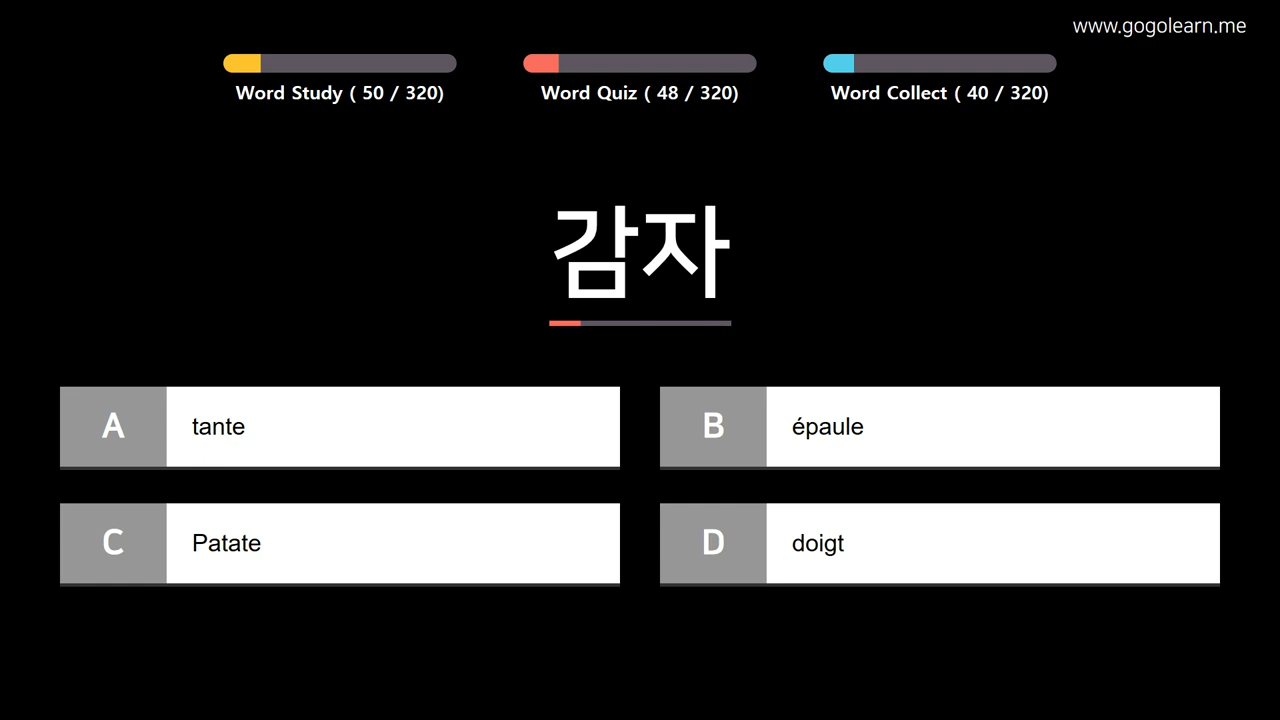 www.gogolearn.me
Word Study ( 50 / 320)
Word Quiz ( 48 / 320)
Word Collect ( 40 / 320)
감자
A tante
B épaule
C Patate
D doigt